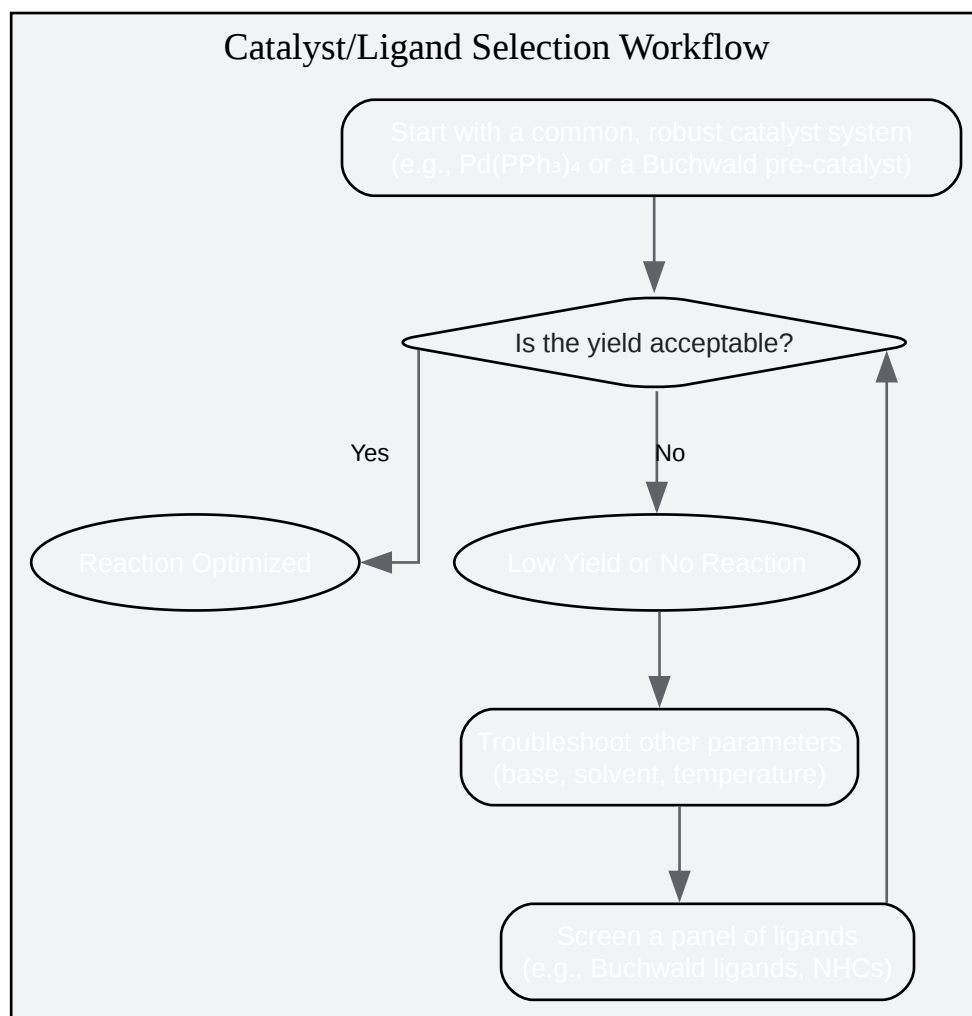 Catalyst/Ligand Selection Workflow
Start with a common, robust catalyst system
(e.g., Pd(PPh₃)₄ or a Buchwald pre-catalyst)
Is the yield acceptable?
Yes
No
Reaction Optimized
Low Yield or No Reaction
Troubleshoot other parameters
(base, solvent, temperature)
Screen a panel of ligands
(e.g., Buchwald ligands, NHCs)